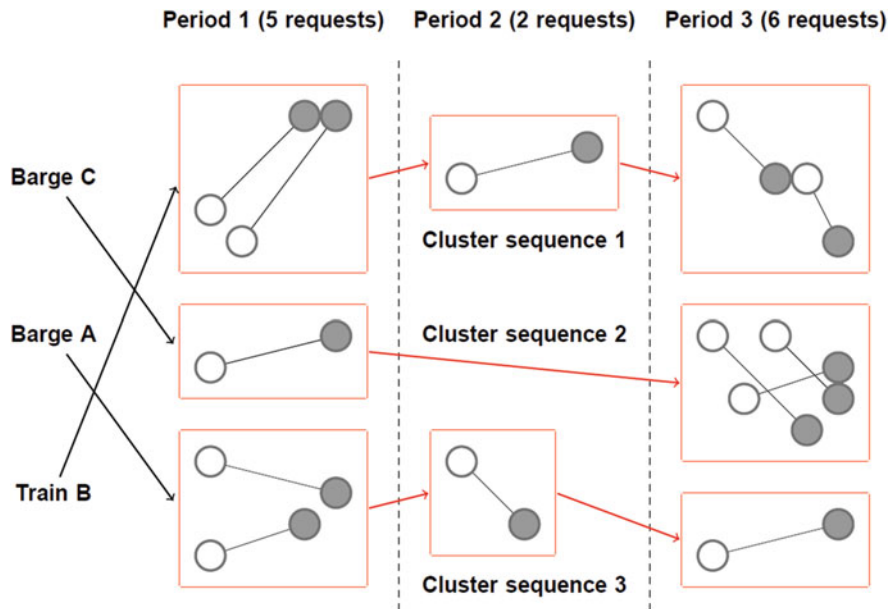 Period 1 (5 requests)
Period 2 (2 requests)
Period 3 (6 requests)
Barge C
Cluster sequence 1
Barge A
Cluster sequence 2
Train B
Cluster sequence 3